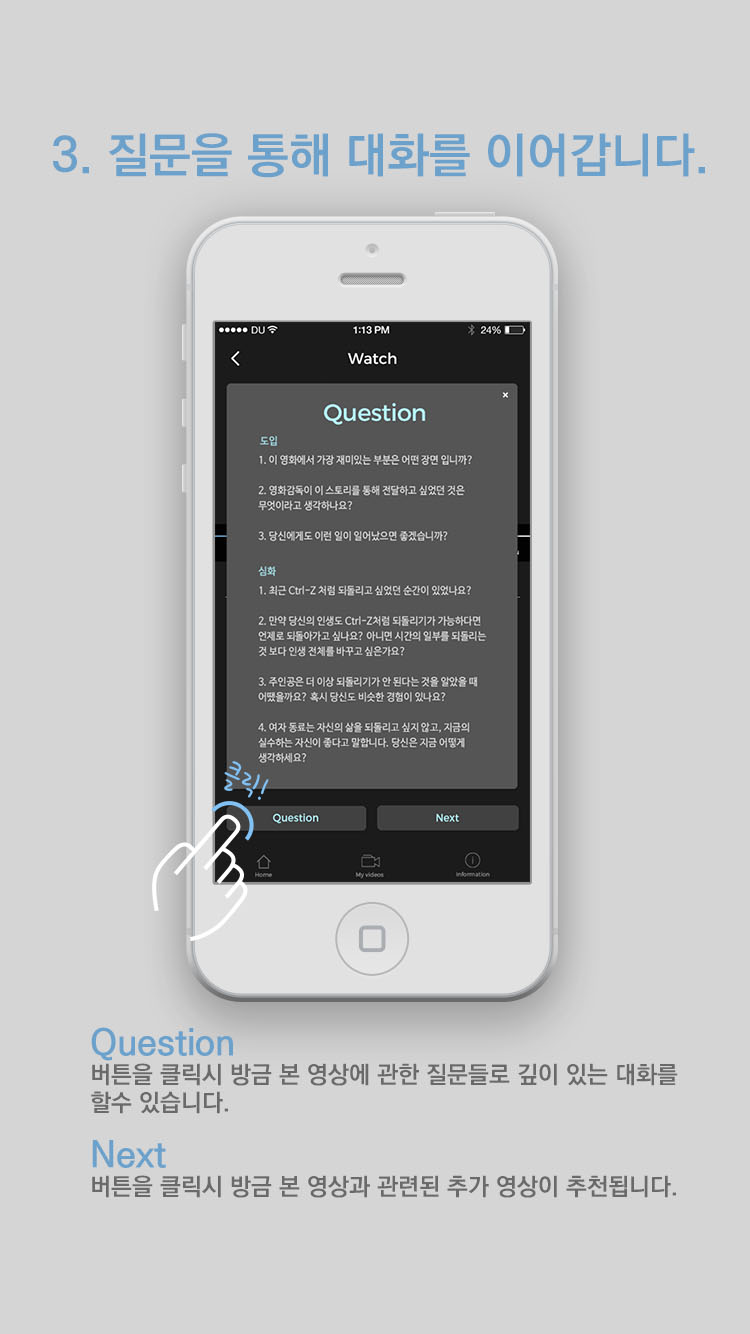 3. 질문을 통해 대화를 이어갑니다.
DU
1:13 PM
24%
Watch
Question
도입
1. 이 영화에서 가장 재미있는 부분은 어떤 장면 입니까?
2. 영화감독이 이 스토리를 통해 전달하고 싶었던 것은
무엇이라고 생각하나요?
3. 당신에게도 이런 일이 일어났으면 좋겠습니까?
심화
1. 최근 Ctrl-Z 처럼 되돌리고 싶었던 순간이 있었나요?
2. 만약 당신의 인생도 Ctrl-Z처럼 되돌리기가 가능하다면
언제로 되돌아가고 싶나요? 아니면 시간의 일부를 되돌리는
것 보다 인생 전체를 바꾸고 싶은가요?
3. 주인공은 더 이상 되돌리기가 안 된다는 것을 알았을 때
어땠을까요? 혹시 당신도 비슷한 경험이 있나요?
4. 여자 동료는 자신의 삶을 되돌리고 싶지 않고, 지금의
실수하는 자신이 좋다고 말합니다. 당신은 지금 어떻게
생각하세요?
클릭!
Question
Next
Home
My videos
Information
Question
버튼을 클릭시 방금 본 영상에 관한 질문들로 깊이 있는 대화를
할수 있습니다.
Next
버튼을 클릭시 방금 본 영상과 관련된 추가 영상이 추천됩니다.